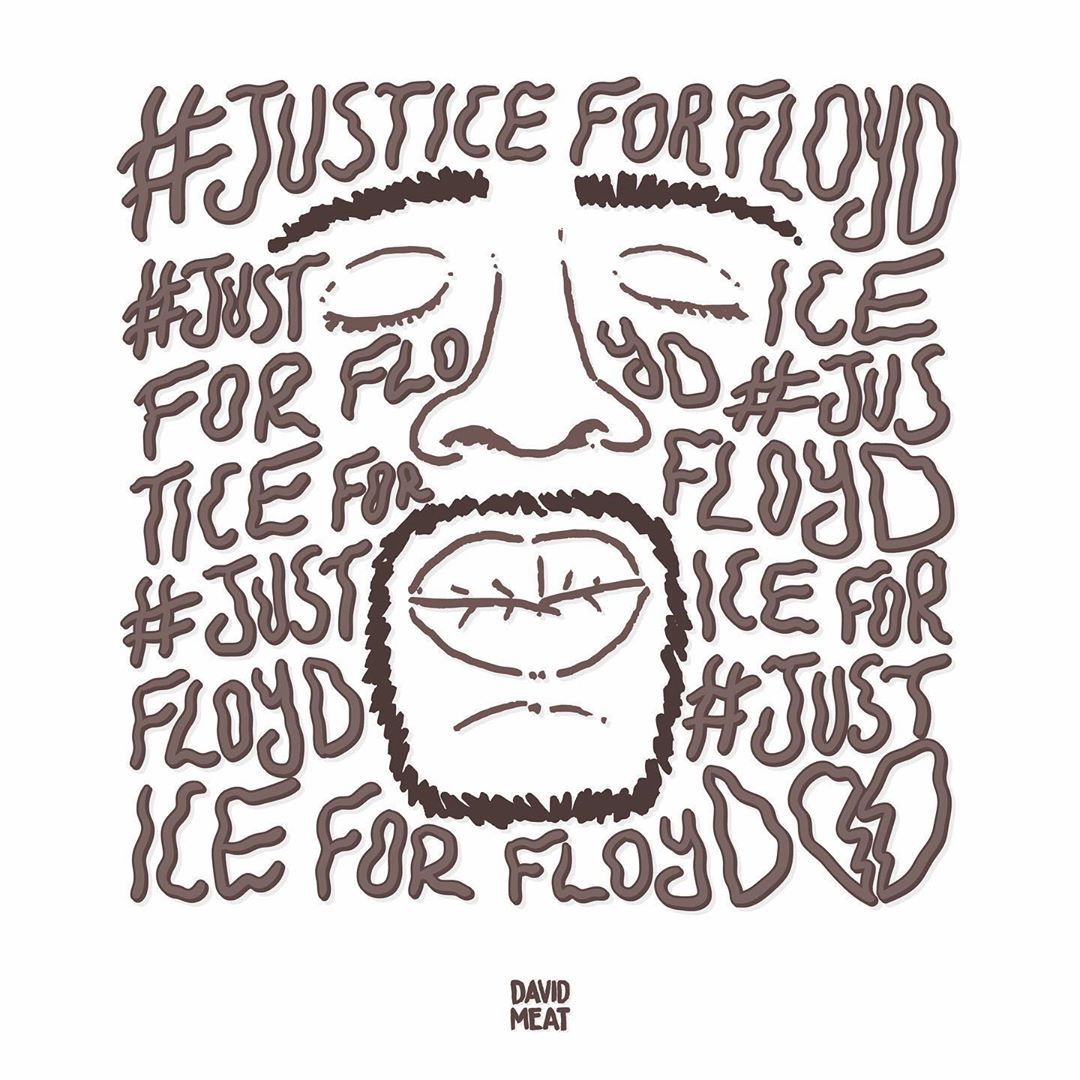 #JUSTICE FOR FLOYD
#JUST ICE
FOR FLO YD #JUS
TICE FOR FLOYD
#JUST ICE FOR
FLOYD #JUST
ICE FOR FLOYD
DAVID
MEAT